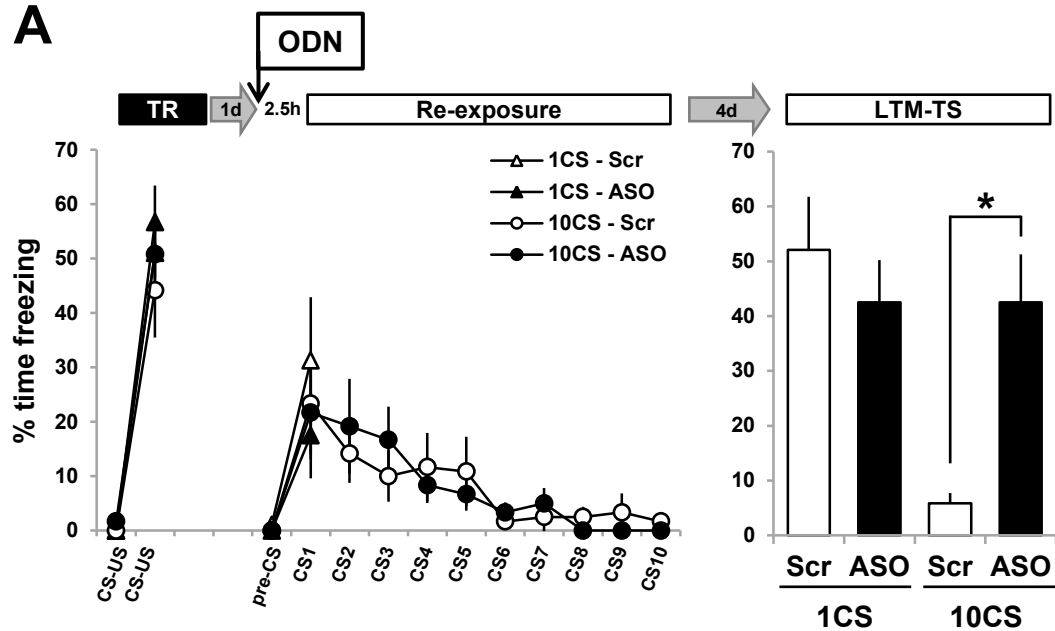 A
ODN
TR
1d
2.5h
Re-exposure
4d
LTM-TS
% time freezing
70
60
50
40
30
20
10
0
1CS - Scr
1CS - ASO
10CS - Scr
10CS - ASO
CS-US
CS-US
pre-CS
CS1
CS2
CS3
CS4
CS5
CS6
CS7
CS8
CS9
CS10
70
60
50
40
30
20
10
0
*
Scr ASO Scr ASO
1CS 10CS